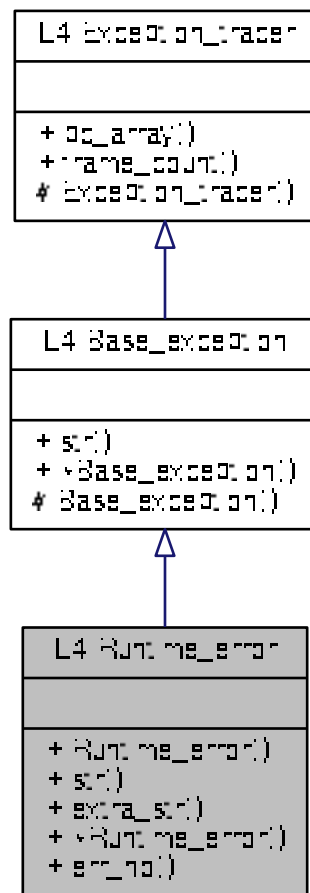 L4::Exception_tracer
+ pc_array()
+ frame_count()
# Exception_tracer()
L4::Base_exception
+ str()
+ ~Base_exception()
# Base_exception()
L4::Runtime_error
+ Runtime_error()
+ str()
+ extra_str()
+ ~Runtime_error()
+ err_no()